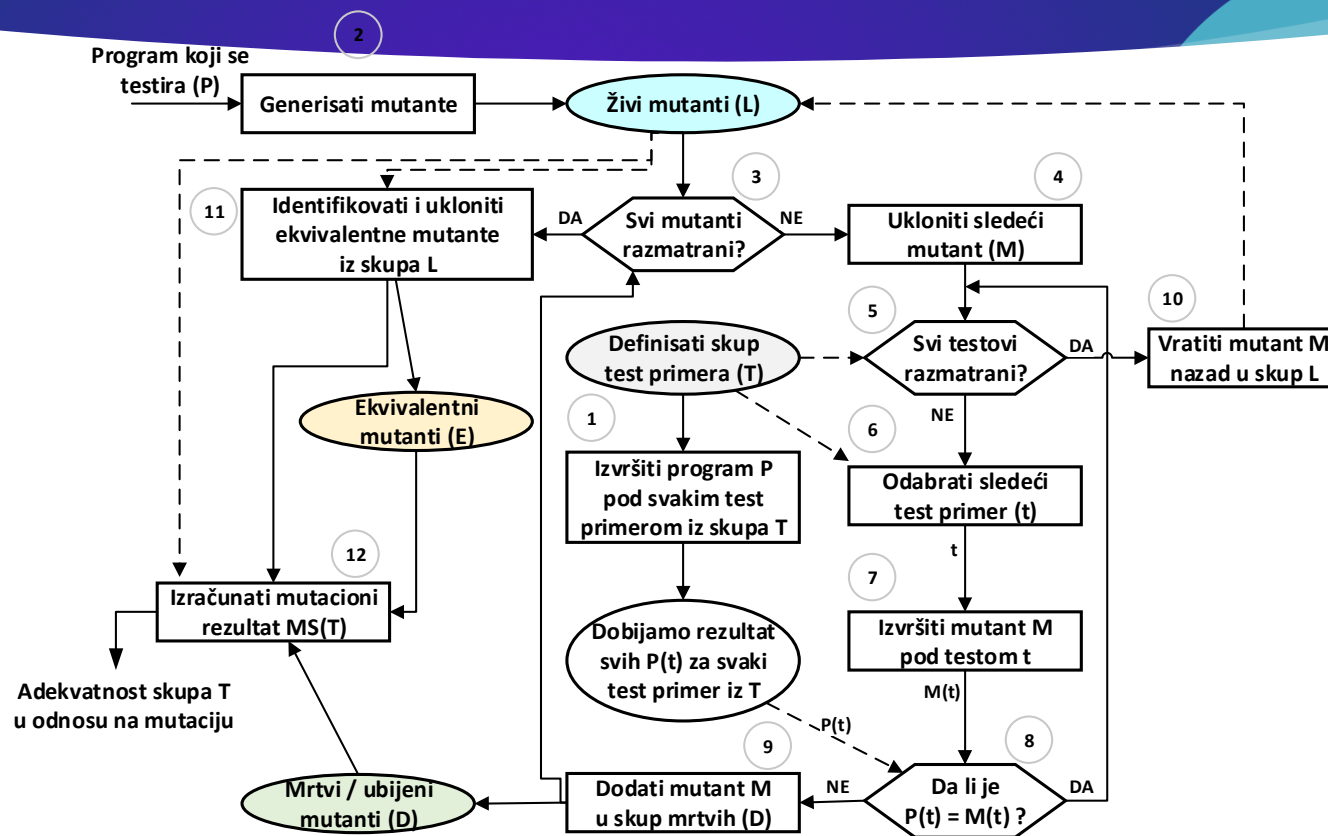 2
Program koji se
testira (P)
Generisati mutante
Živi mutanti (L)
3
4
11
Identifikovati i ukloniti
ekvivalentne mutante
iz skupa L
DA
Svi mutanti
razmatrani?
NE
Ukloniti sledeći
mutant (M)
5
10
Definisati skup
test primera (T)
Svi testovi
razmatrani?
DA
Vratiti mutant M
nazad u skup L
Ekvivalentni
mutanti (E)
1
NE
6
Izvršiti program P
pod svakim test
primerom iz skupa T
Odabrati sledeći
test primer (t)
t
12
7
Izračunati mutacioni
rezultat MS(T)
Dobijamo rezultat
svih P(t) za svaki
test primer iz T
Izvršiti mutant M
pod testom t
M(t)
Adekvatnost skupa T
u odnosu na mutaciju
P(t)
9
8
Mrtvi / ubijeni
mutanti (D)
Dodati mutant M
u skup mrtvih (D)
NE
Da li je
P(t) = M(t) ?
DA